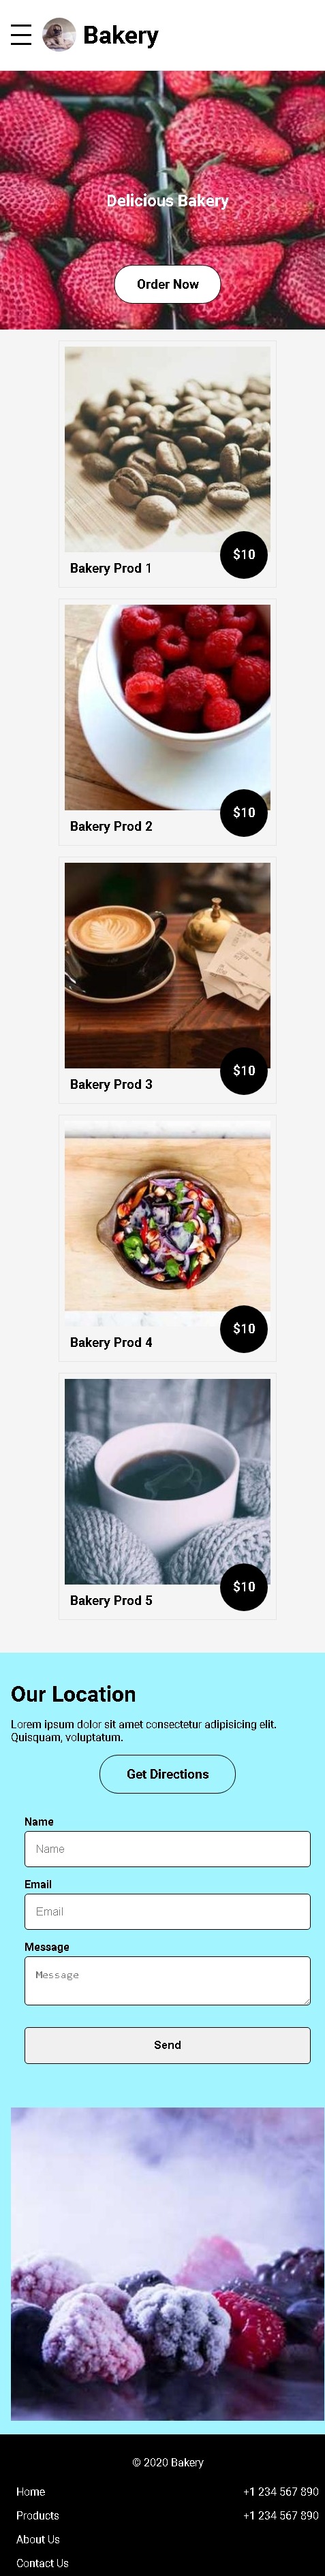 Bakery
Delicious Bakery
Order Now
$10
Bakery Prod 1
$10
Bakery Prod 2
$10
Bakery Prod 3
$10
Bakery Prod 4
$10
Bakery Prod 5
Our Location
Lorem ipsum dolor sit amet consectetur adipisicing elit.
Quisquam, voluptatum.
Get Directions
Name
Name
Email
Email
Message
Message
Send
© 2020 Bakery
Home
+1 234 567 890
Products
+1 234 567 890
About Us
Contact Us